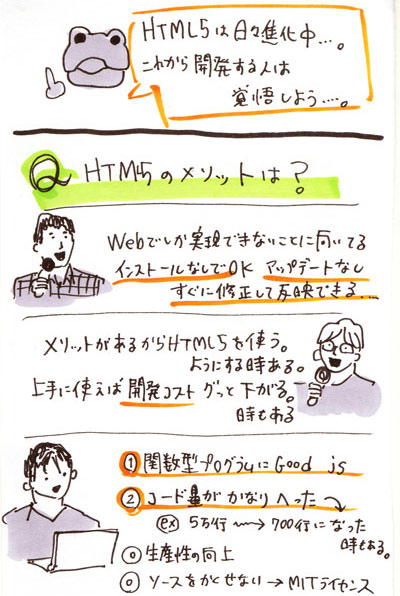 HTML5は日々進化中…。
これから開発する人は
覚悟しよう…。
Q HTMl5のメリットは?
Webでしか実現できないことに向いてる
インストールなしでOK アップデートなし
すぐに修正して反映できる…
メリットがあるからHTML5を使う。
ようにする時ある。
上手に使えば開発コストグッと下がる。
時もある
① 関数型プログラムにGood js
② コード量がかなりへった
ex 5万行 → 700行になった
時もある。
◎ 生産性の向上
◎ ソースをかくせない→MITライセンス